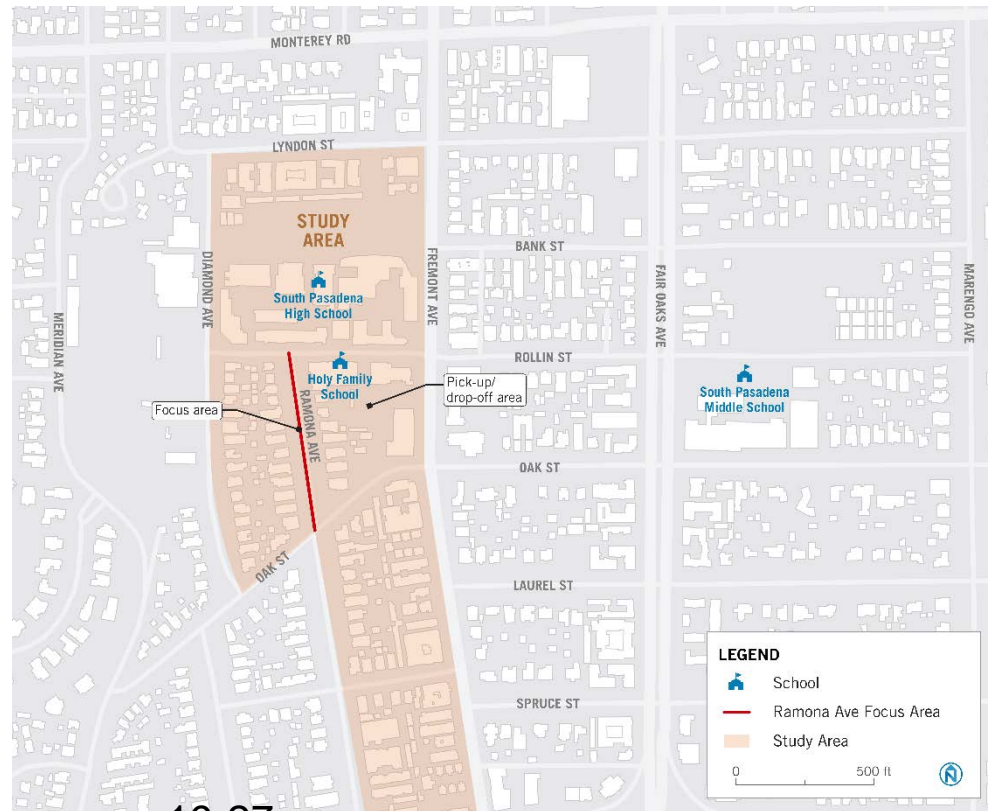 MONTEREY RD
LYNDON ST
STUDY
AREA
BANK ST
DIAMOND AVE
FREMONT AVE
FAIR OAKS AVE
MARENGO AVE
MERIDIAN AVE
South Pasadena
High School
ROLLIN ST
Holy Family
School
Pick-up/
drop-off area
South Pasadena
Middle School
Focus area
RAMONA AVE
OAK ST
OAK ST
LAUREL ST
SPRUCE ST
LEGEND
School
Ramona Ave Focus Area
Study Area
0
500 ft
N